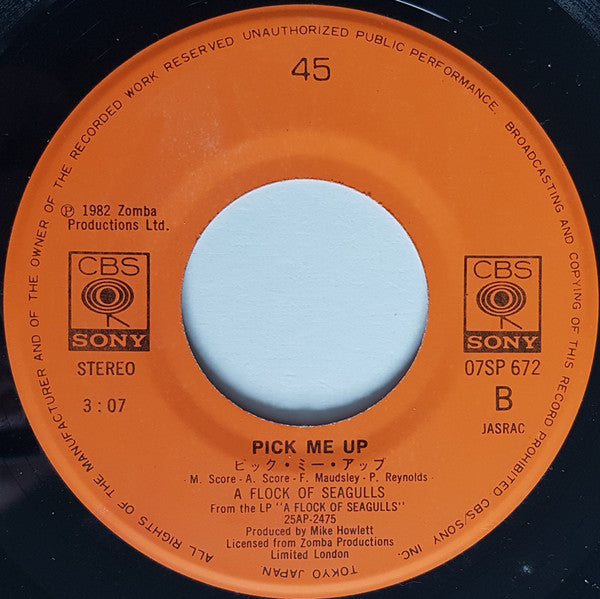 ALL RIGHTS OF THE MANUFACTURER AND OF THE OWNER OF THE RECORDED WORK RESERVED UNAUTHORIZED PUBLIC PERFORMANCE. BROADCASTING AND COPYING OF THIS RECORD PROHIBITED CBS/SONY INC.
TOKYO JAPAN
45
Ⓟ 1982 Zomba
Productions Ltd.
CBS
SONY
STEREO
3:07
CBS
SONY
07SP 672
B
JASRAC
PICK ME UP
ピック・ミー・アップ
- M. Score - A. Score - F. Maudsley - P. Reynolds -
A FLOCK OF SEAGULLS
From the LP "A FLOCK OF SEAGULLS"
25AP-2475
Produced by Mike Howlett
Licensed from Zomba Productions
Limited London